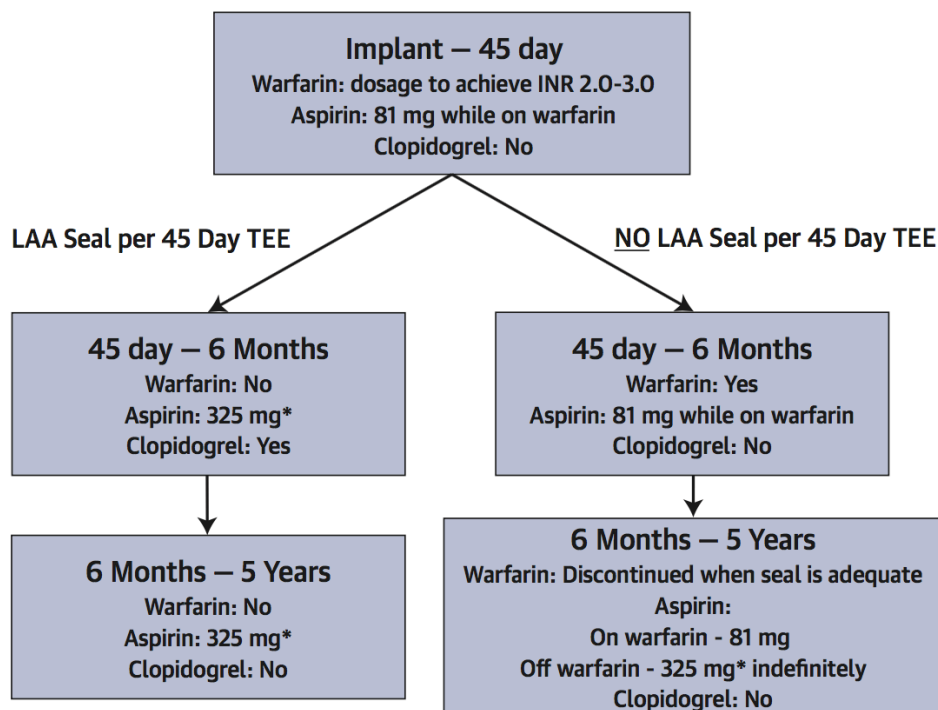 Implant – 45 day
Warfarin: dosage to achieve INR 2.0-3.0
Aspirin: 81 mg while on warfarin
Clopidogrel: No
LAA Seal per 45 Day TEE
NO LAA Seal per 45 Day TEE
45 day – 6 Months
Warfarin: No
Aspirin: 325 mg*
Clopidogrel: Yes
45 day – 6 Months
Warfarin: Yes
Aspirin: 81 mg while on warfarin
Clopidogrel: No
6 Months – 5 Years
Warfarin: No
Aspirin: 325 mg*
Clopidogrel: No
6 Months – 5 Years
Warfarin: Discontinued when seal is adequate
Aspirin:
On warfarin - 81 mg
Off warfarin - 325 mg* indefinitely
Clopidogrel: No